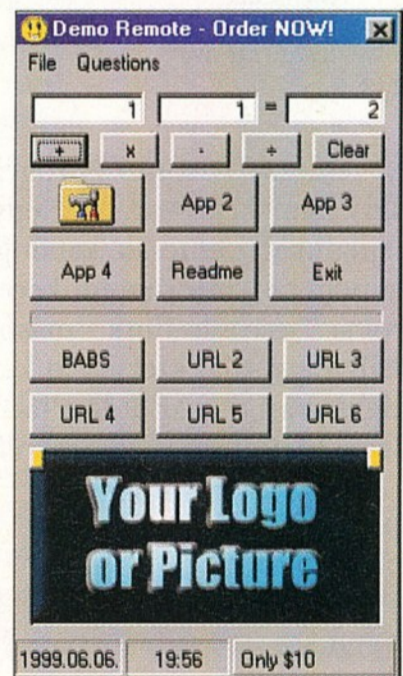 Demo Remote - Order NOW!
File Questions
1 1 = 2
+ x - ÷ Clear
App 2 App 3
App 4 Readme Exit
BABS URL 2 URL 3
URL 4 URL 5 URL 6
Your Logo
or Picture
1999.06.06. 19:56 Only $10